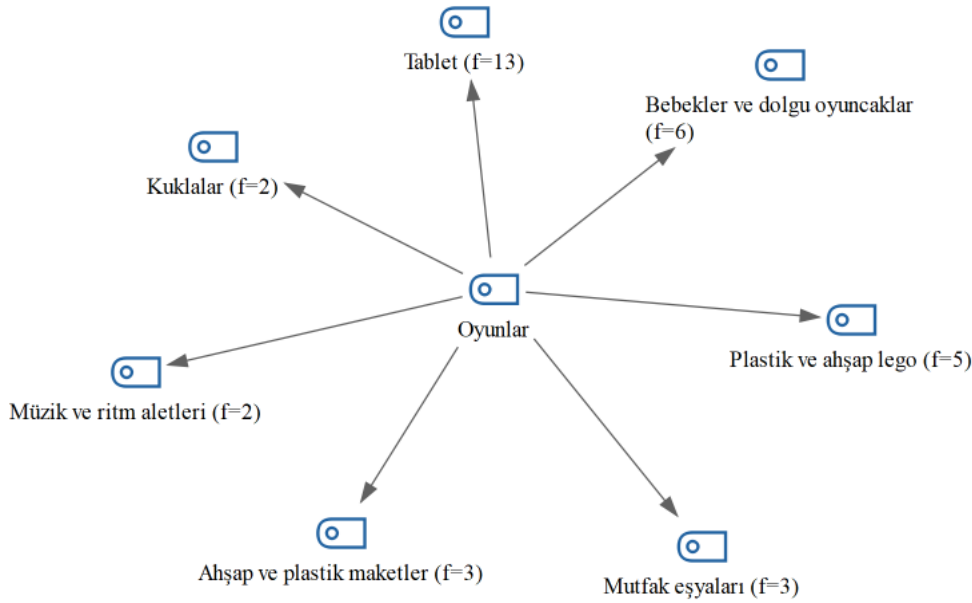 Tablet (f=13)
Bebekler ve dolgu oyuncaklar
(f=6)
Kuklalar (f=2)
Oyunlar
Plastik ve ahşap lego (f=5)
Müzik ve ritm aletleri (f=2)
Ahşap ve plastik maketler (f=3)
Mutfak eşyaları (f=3)